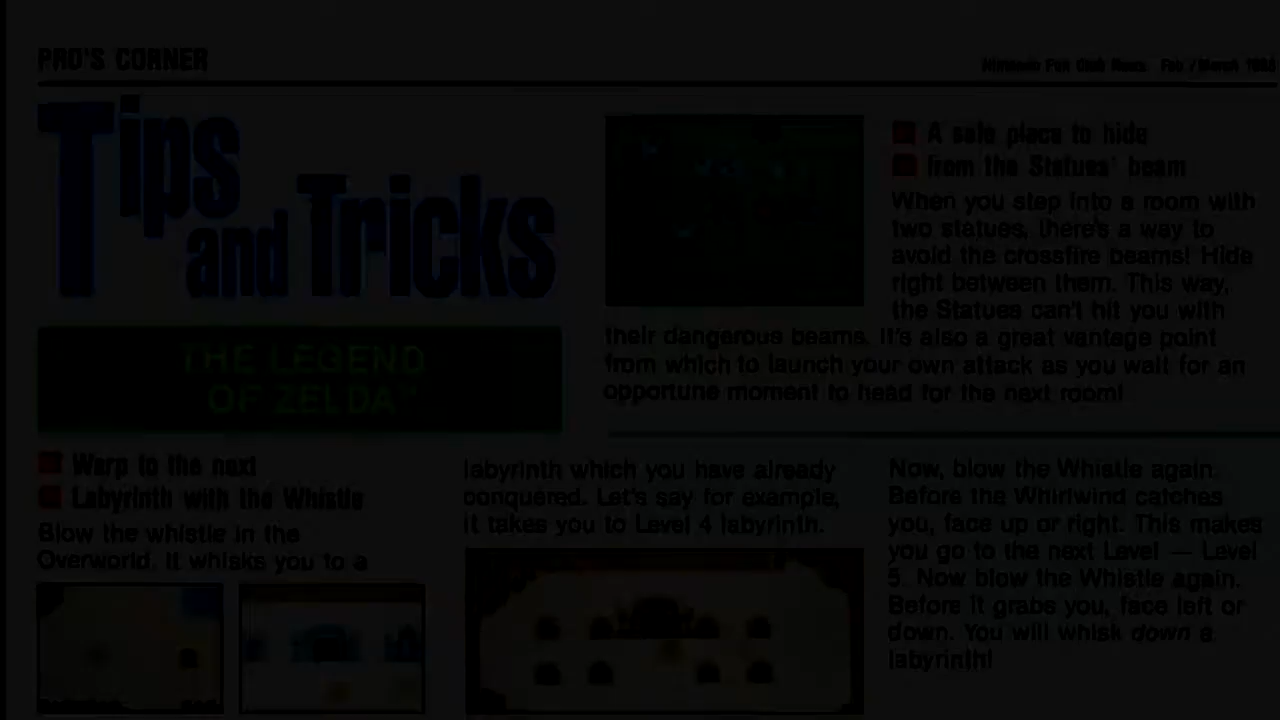 PRO'S CORNER
Nintendo Fun Club News Feb / March 1988
Tips
and Tricks
THE LEGEND
OF ZELDA
A safe place to hide
from the Statues' beam
When you step into a room with
two statues, there's a way to
avoid the crossfire beams! Hide
right between them. This way,
the Statues can't hit you with
their dangerous beams. It's also a great vantage point
from which to launch your own attack as you wait for an
opportune moment to head for the next room!
Warp to the next
Labyrinth with the Whistle
Blow the whistle in the
Overworld. It whisks you to a
labyrinth which you have already
conquered. Let's say for example,
it takes you to Level 4 labyrinth.
Now, blow the Whistle again.
Before the Whirlwind catches
you, face up or right. This makes
you go to the next Level — Level
5. Now blow the Whistle again.
Before it grabs you, face left or
down. You will whisk down a
labyrinth!